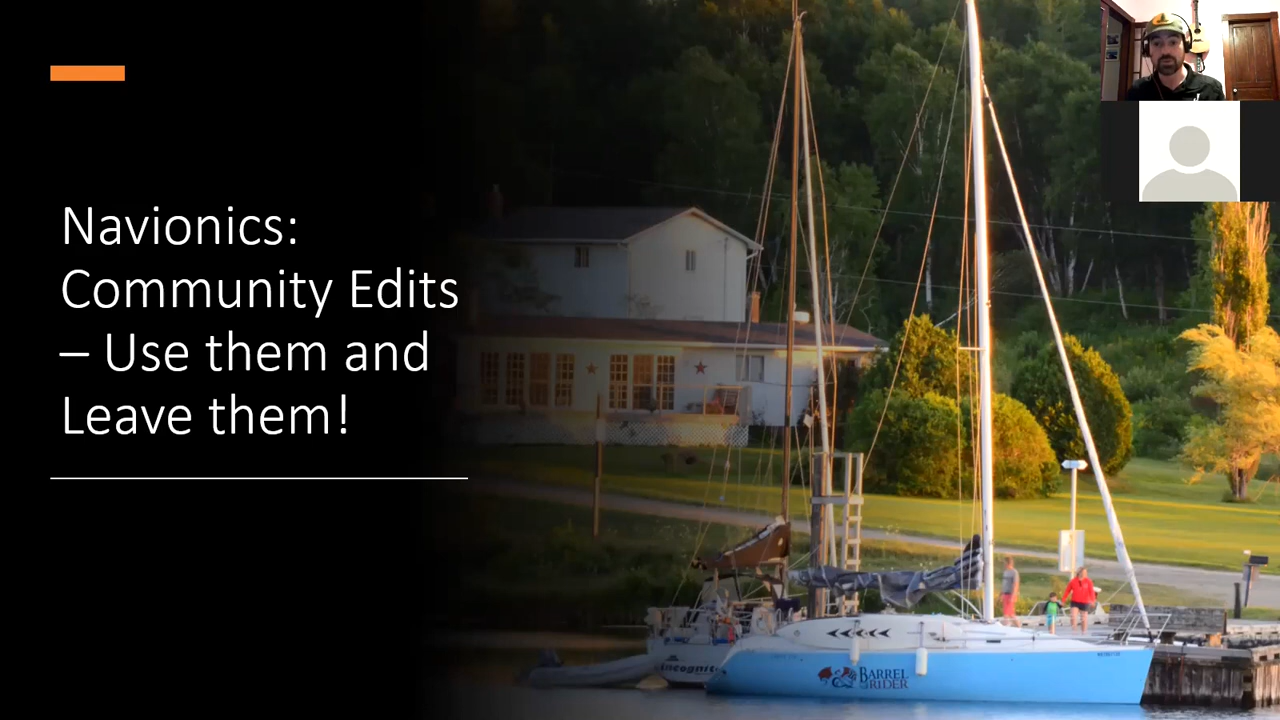 Navionics:
Community Edits
– Use them and
Leave them!
incognito
BARREL
RIDER